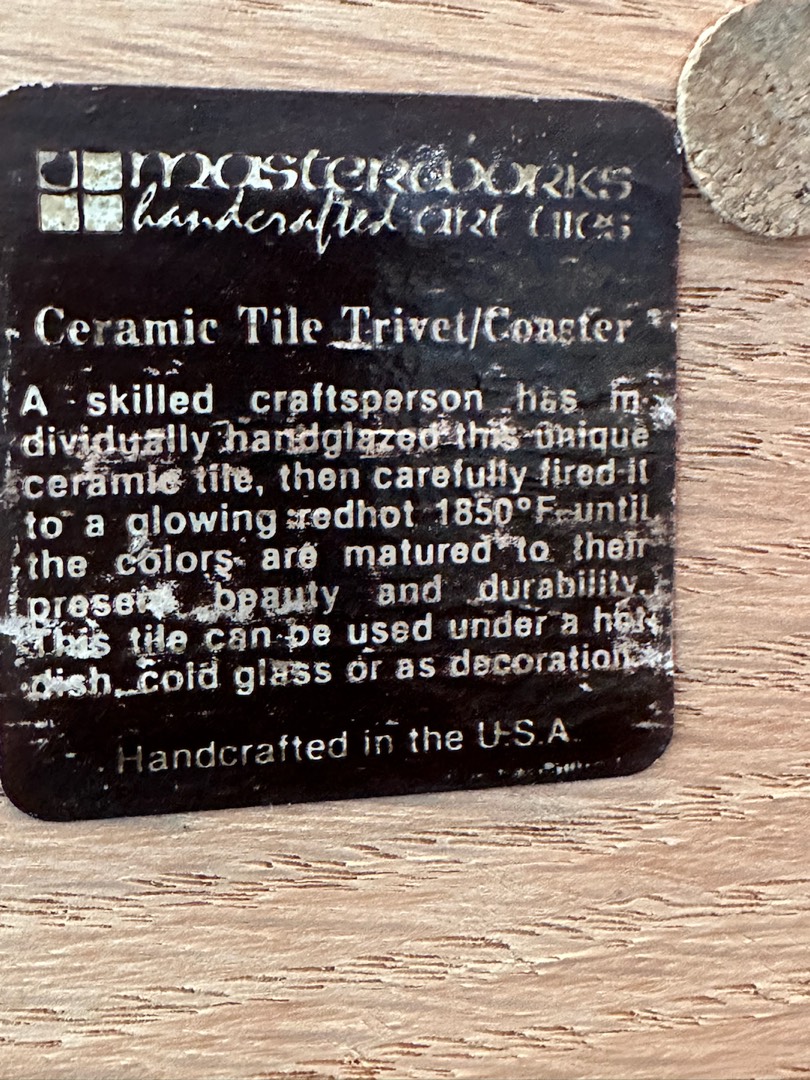 masterworks
handcrafted art tiles
Ceramic Tile Trivet/Coaster
A skilled craftsperson has in-
dividually handglazed this unique
ceramic tile, then carefully fired it
to a glowing redhot 1850°F until
the colors are matured to their
present beauty and durability.
This tile can be used under a hot
dish, cold glass or as decoration.
Handcrafted in the U.S.A.